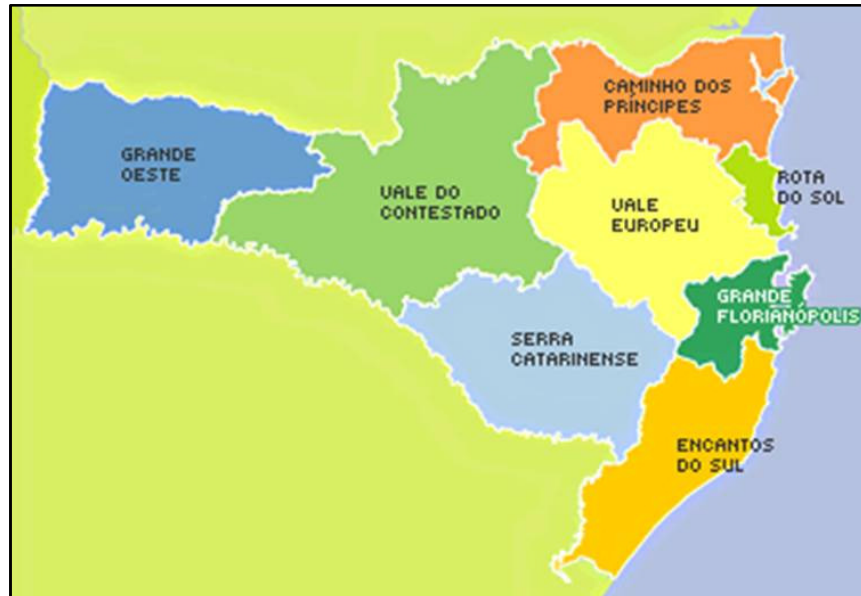 CAMINHO DOS
PRÍNCIPES
GRANDE
OESTE
ROTA
DO SOL
VALE DO
CONTESTADO
VALE
EUROPEU
GRANDE
FLORIANÓPOLIS
SERRA
CATARINENSE
ENCANTOS
DO SUL